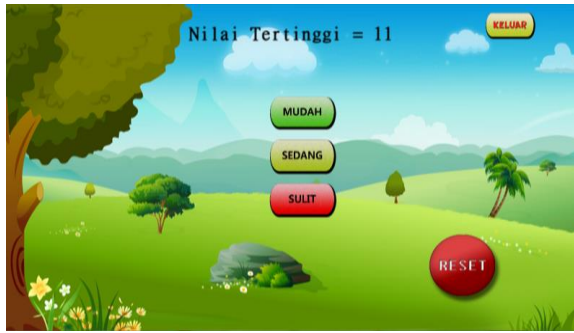 Nilai Tertinggi = 11
KELUAR
MUDAH
SEDANG
SULIT
RESET